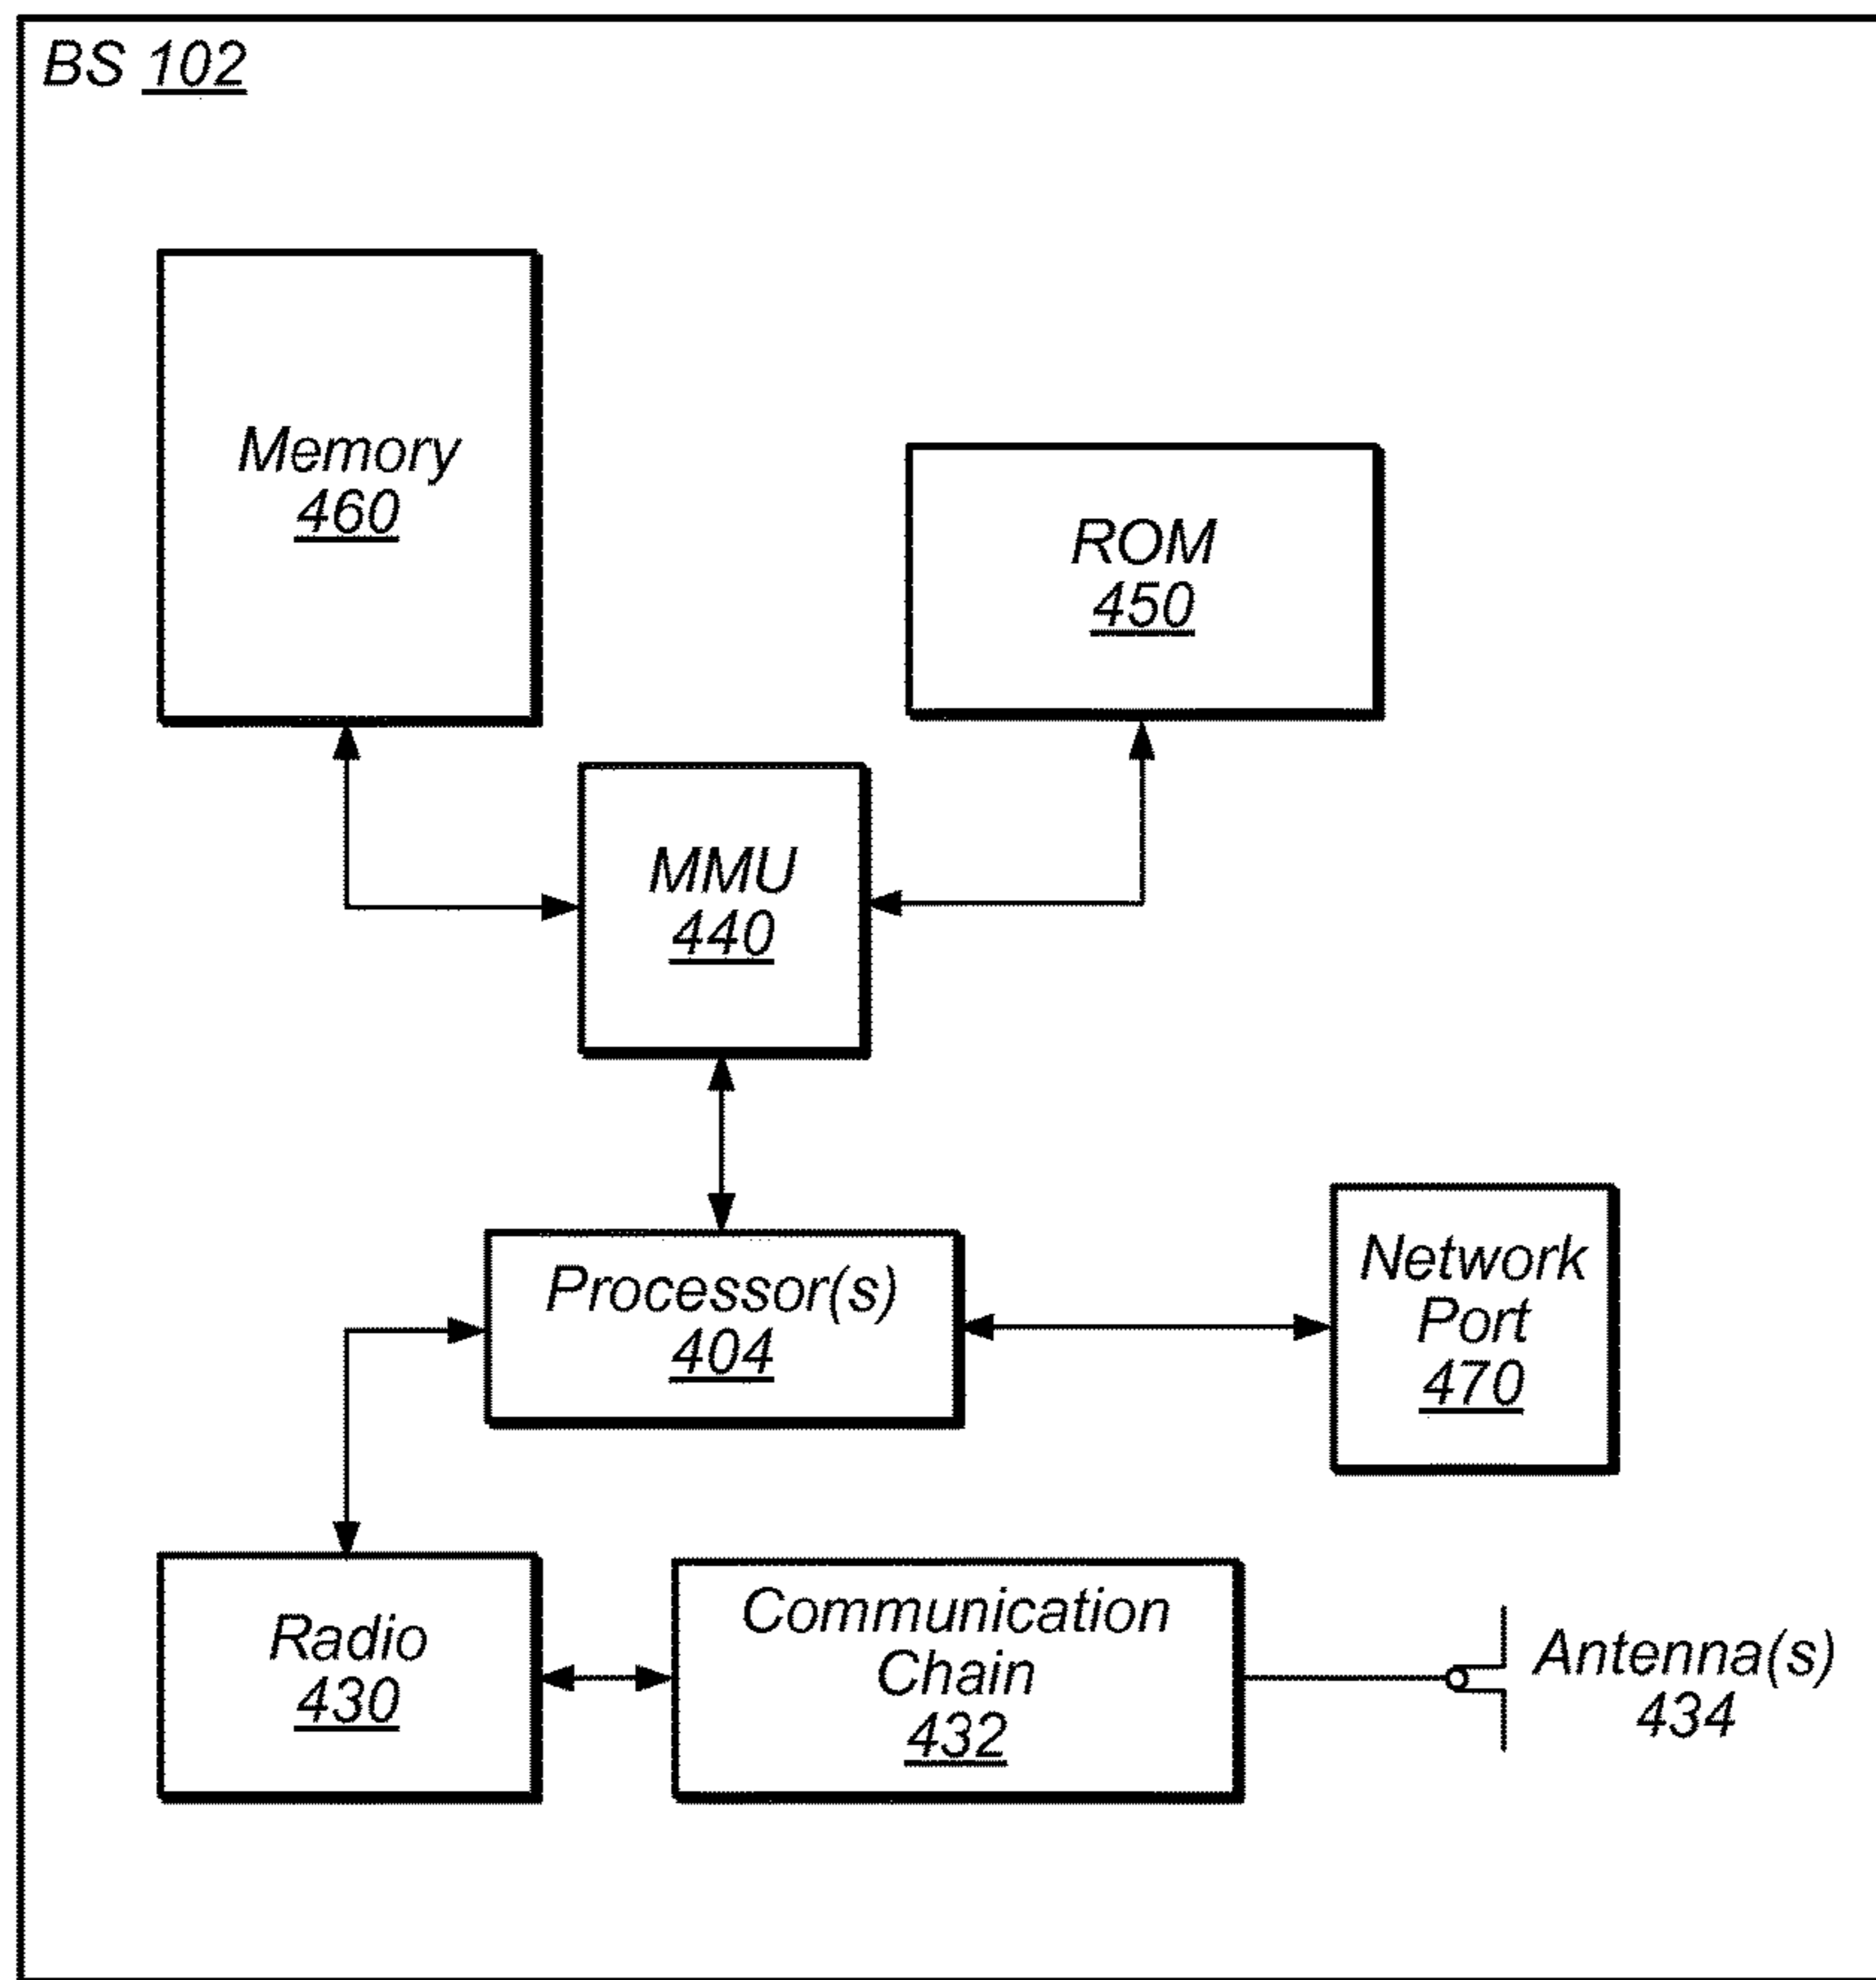 BS 102
Memory
460
ROM
450
MMU
440
Processor(s)
404
Network
Port
470
Radio
430
Communication
Chain
432
Antenna(s)
434